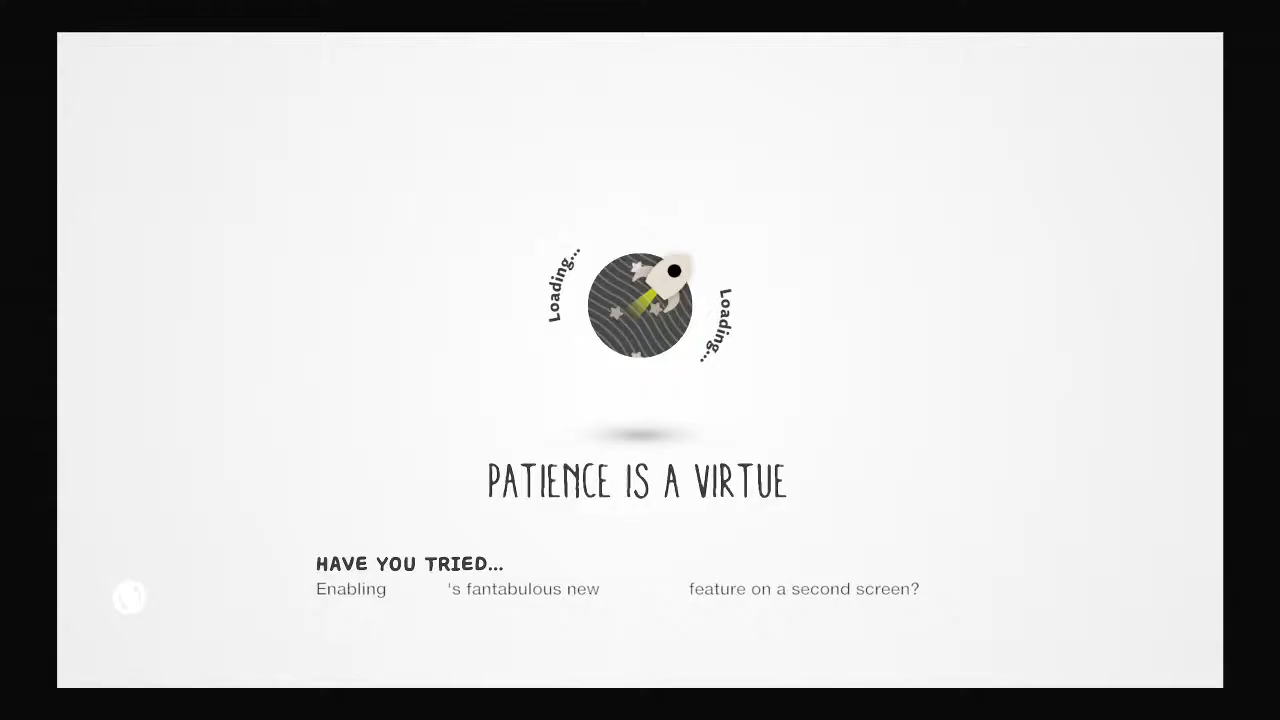 Loading...
Loading...
PATIENCE IS A VIRTUE
HAVE YOU TRIED...
Enabling 's fantabulous new feature on a second screen?